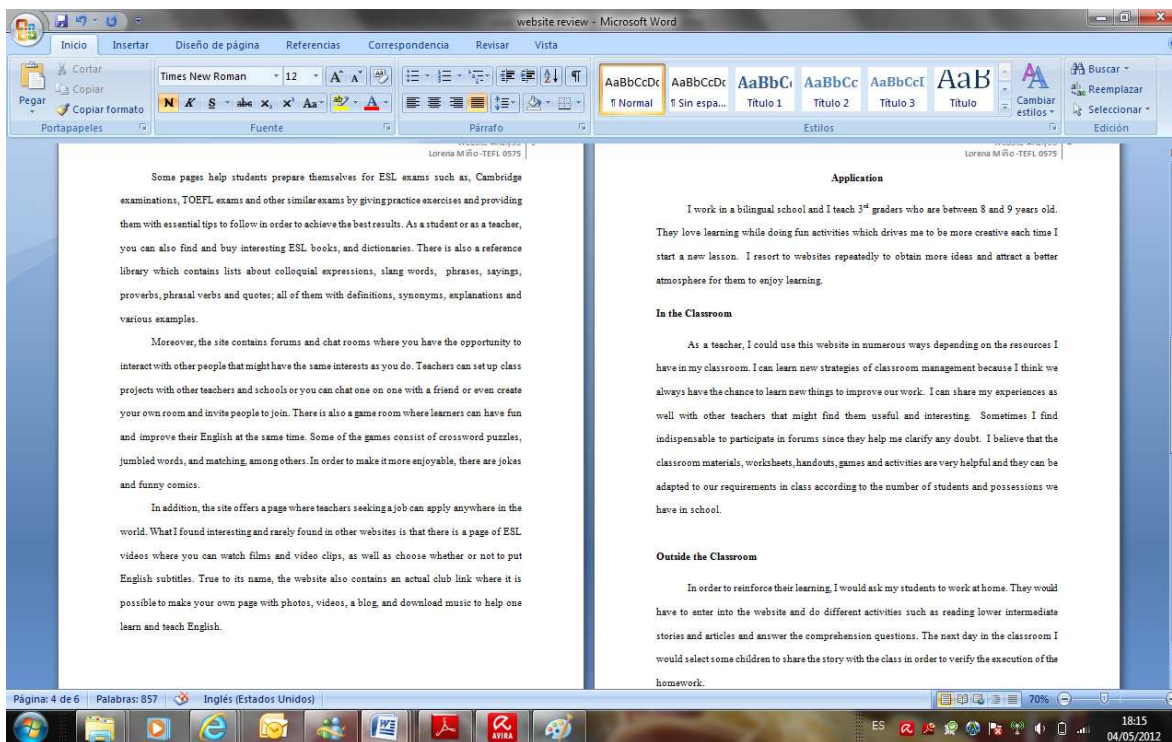 website review - Microsoft Word
Inicio Insertar Diseño de página Referencias Correspondencia Revisar Vista
Pegar
Cortar
Copiar
Copiar formato
Portapapeles
Times New Roman 12
N K S abc x₂ x² Aa
Fuente
Párrafo
AaBbCcDc AaBbCcDc AaBbC AaBbCc AaBbCcI AaB
¶ Normal ¶ Sin espa... Título 1 Título 2 Título 3 Título
Cambiar estilos
Estilos
Buscar
Reemplazar
Seleccionar
Edición
Lorena Miño -TEFL 0575
Some pages help students prepare themselves for ESL exams such as, Cambridge
examinations, TOEFL exams and other similar exams by giving practice exercises and providing
them with essential tips to follow in order to achieve the best results. As a student or as a teacher,
you can also find and buy interesting ESL books, and dictionaries. There is also a reference
library which contains lists about colloquial expressions, slang words, phrases, sayings,
proverbs, phrasal verbs and quotes; all of them with definitions, synonyms, explanations and
various examples.
Moreover, the site contains forums and chat rooms where you have the opportunity to
interact with other people that might have the same interests as you do. Teachers can set up class
projects with other teachers and schools or you can chat one on one with a friend or even create
your own room and invite people to join. There is also a game room where learners can have fun
and improve their English at the same time. Some of the games consist of crossword puzzles,
jumbled words, and matching, among others. In order to make it more enjoyable, there are jokes
and funny comics.
In addition, the site offers a page where teachers seeking a job can apply anywhere in the
world. What I found interesting and rarely found in other websites is that there is a page of ESL
videos where you can watch films and video clips, as well as choose whether or not to put
English subtitles. True to its name, the website also contains an actual club link where it is
possible to make your own page with photos, videos, a blog, and download music to help one
learn and teach English.
Lorena Miño -TEFL 0575
Application
I work in a bilingual school and I teach 3rd graders who are between 8 and 9 years old.
They love learning while doing fun activities which drives me to be more creative each time I
start a new lesson. I resort to websites repeatedly to obtain more ideas and attract a better
atmosphere for them to enjoy learning.
In the Classroom
As a teacher, I could use this website in numerous ways depending on the resources I
have in my classroom. I can learn new strategies of classroom management because I think we
always have the chance to learn new things to improve our work. I can share my experiences as
well with other teachers that might find them useful and interesting. Sometimes I find
indispensable to participate in forums since they help me clarify any doubt. I believe that the
classroom materials, worksheets, handouts, games and activities are very helpful and they can be
adapted to our requirements in class according to the number of students and possessions we
have in school.
Outside the Classroom
In order to reinforce their learning, I would ask my students to work at home. They would
have to enter into the website and do different activities such as reading lower intermediate
stories and articles and answer the comprehension questions. The next day in the classroom I
would select some children to share the story with the class in order to verify the execution of the
homework.
Página: 4 de 6 Palabras: 857 Inglés (Estados Unidos) 70%
AVIRA
ES
18:15
04/05/2012